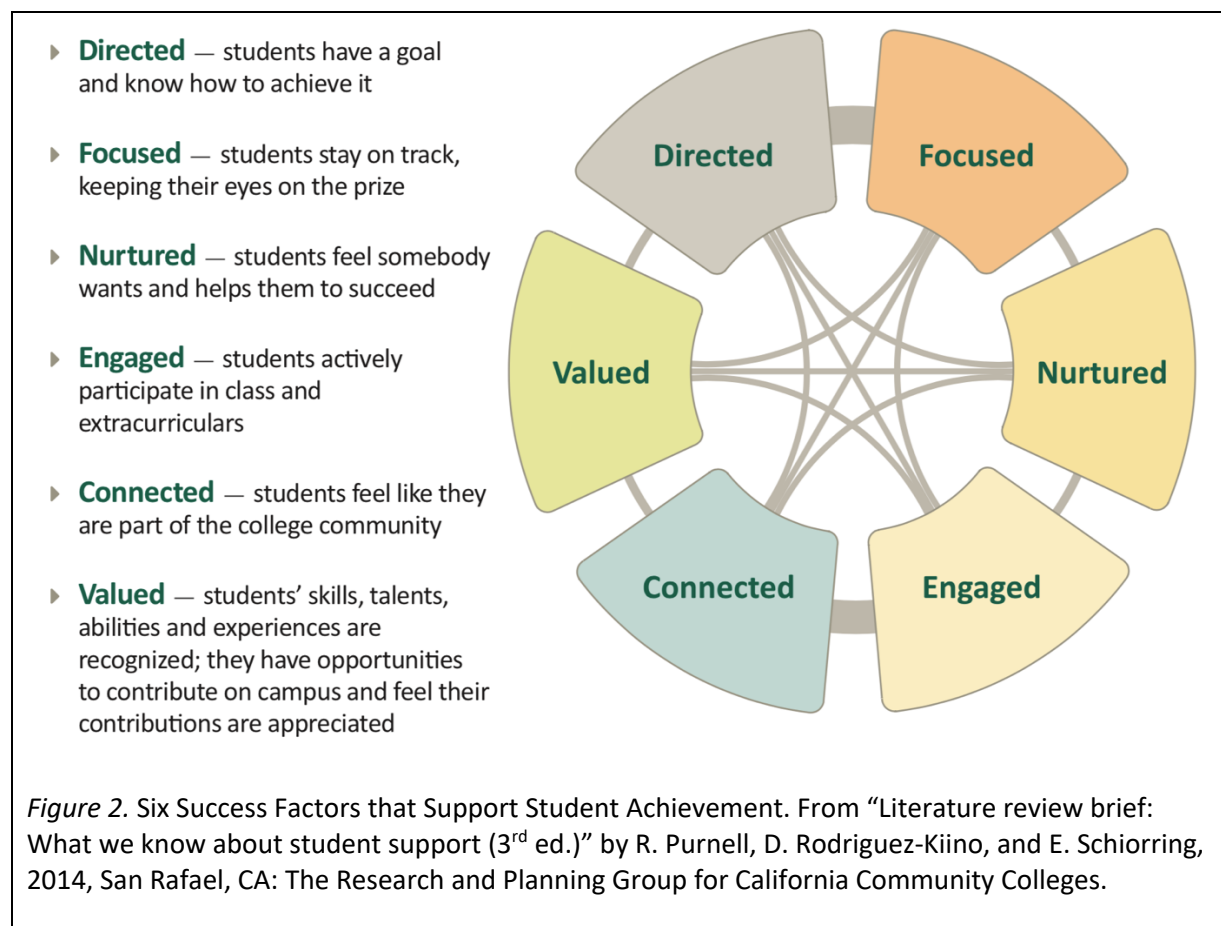 Directed — students have a goal
and know how to achieve it
Focused — students stay on track,
keeping their eyes on the prize
Nurtured — students feel somebody
wants and helps them to succeed
Engaged — students actively
participate in class and
extracurriculars
Connected — students feel like they
are part of the college community
Valued — students’ skills, talents,
abilities and experiences are
recognized; they have opportunities
to contribute on campus and feel their
contributions are appreciated
Directed
Focused
Valued
Nurtured
Connected
Engaged
Figure 2. Six Success Factors that Support Student Achievement. From “Literature review brief:
What we know about student support (3rd ed.)” by R. Purnell, D. Rodriguez-Kiino, and E. Schiorring,
2014, San Rafael, CA: The Research and Planning Group for California Community Colleges.